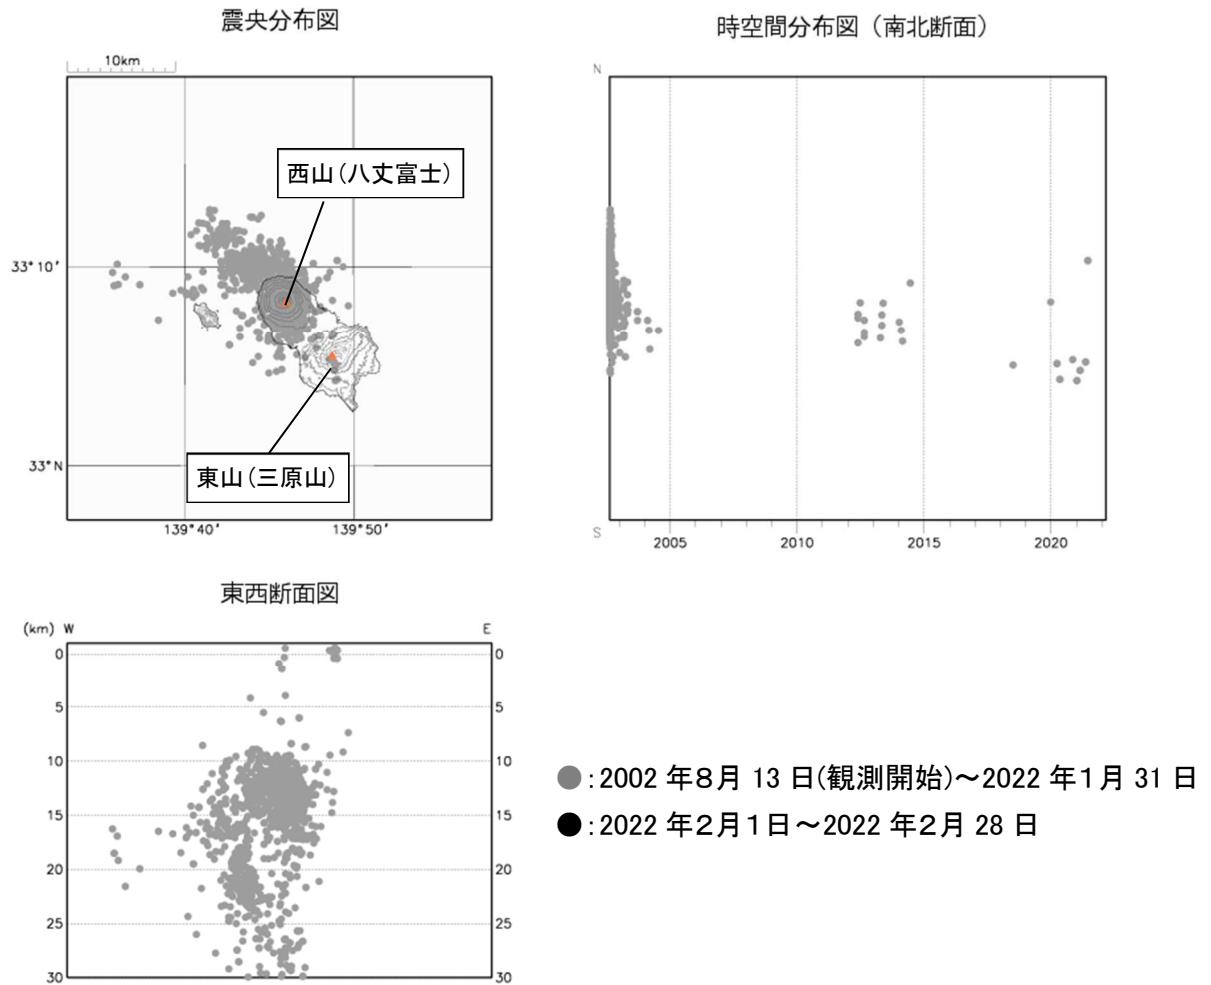 震央分布図
10km
西山(八丈富士)
33°10′
東山(三原山)
33°N
139°40′
139°50′
時空間分布図（南北断面）
N
S
2005
2010
2015
2020
東西断面図
(km) W
E
0
0
5
5
10
10
15
15
20
20
25
25
30
30
●:2002 年８月 13 日(観測開始)～2022 年１月 31 日
●:2022 年２月１日～2022 年２月 28 日